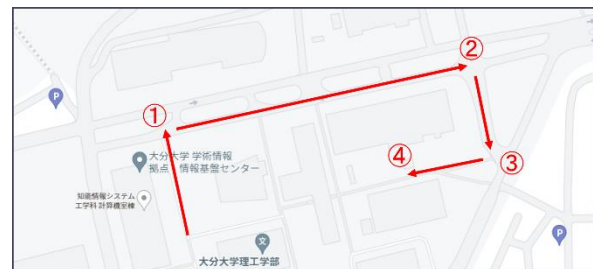 ②
①
P
大分大学 学術情報
拠点 情報基盤センター
④
③
知能情報システム
工学科 計算機室棟
文
P
大分大学理工学部